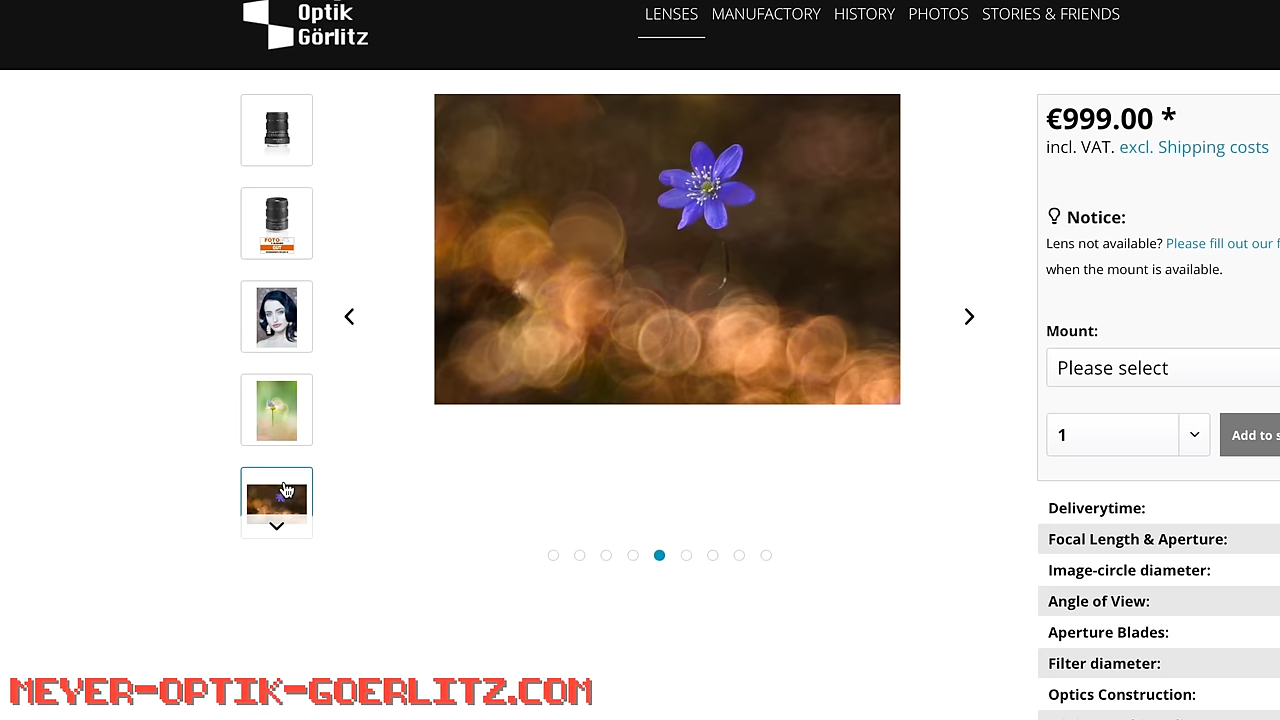 Optik
Görlitz
LENSES MANUFACTORY HISTORY PHOTOS STORIES & FRIENDS
€999.00 *
incl. VAT. excl. Shipping costs
Notice:
Lens not available? Please fill out our
when the mount is available.
Mount:
Please select
1
Add to
Deliverytime:
Focal Length & Aperture:
Image-circle diameter:
Angle of View:
Aperture Blades:
Filter diameter:
Optics Construction:
FOTO
GUT
MEYER-OPTIK-GOERLITZ.COM